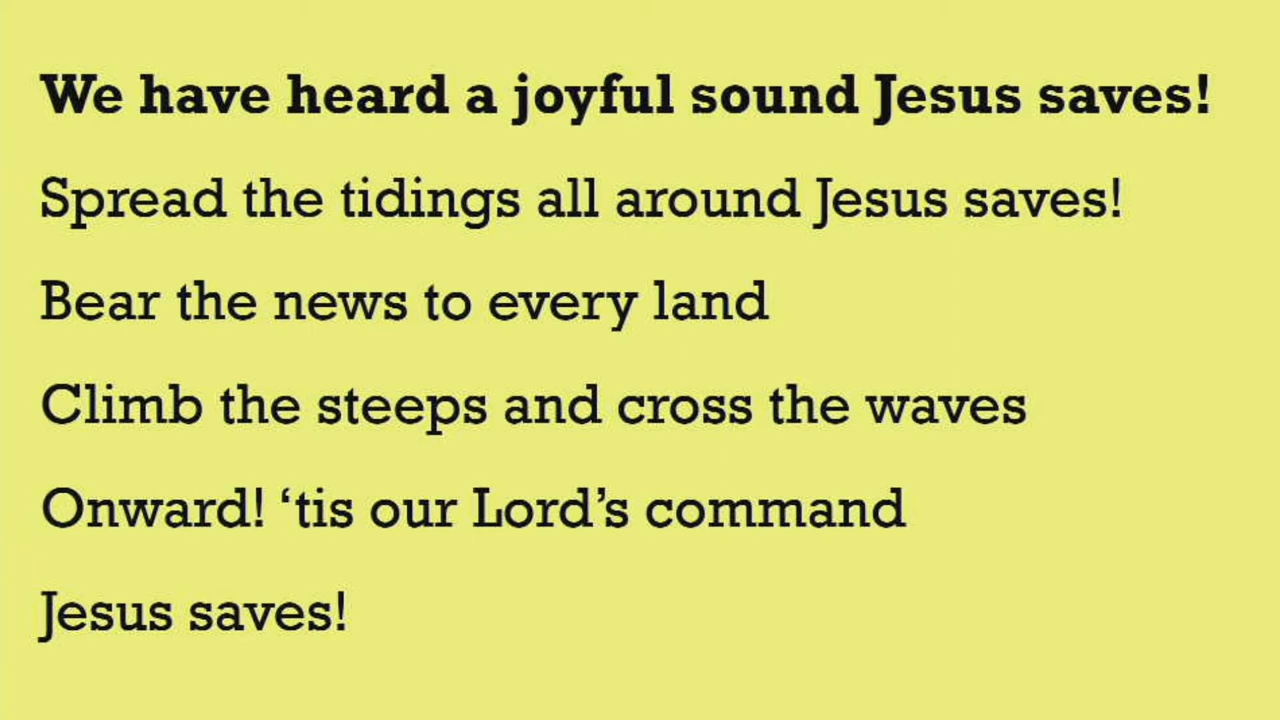 We have heard a joyful sound Jesus saves!
Spread the tidings all around Jesus saves!
Bear the news to every land
Climb the steeps and cross the waves
Onward! ‘tis our Lord’s command
Jesus saves!